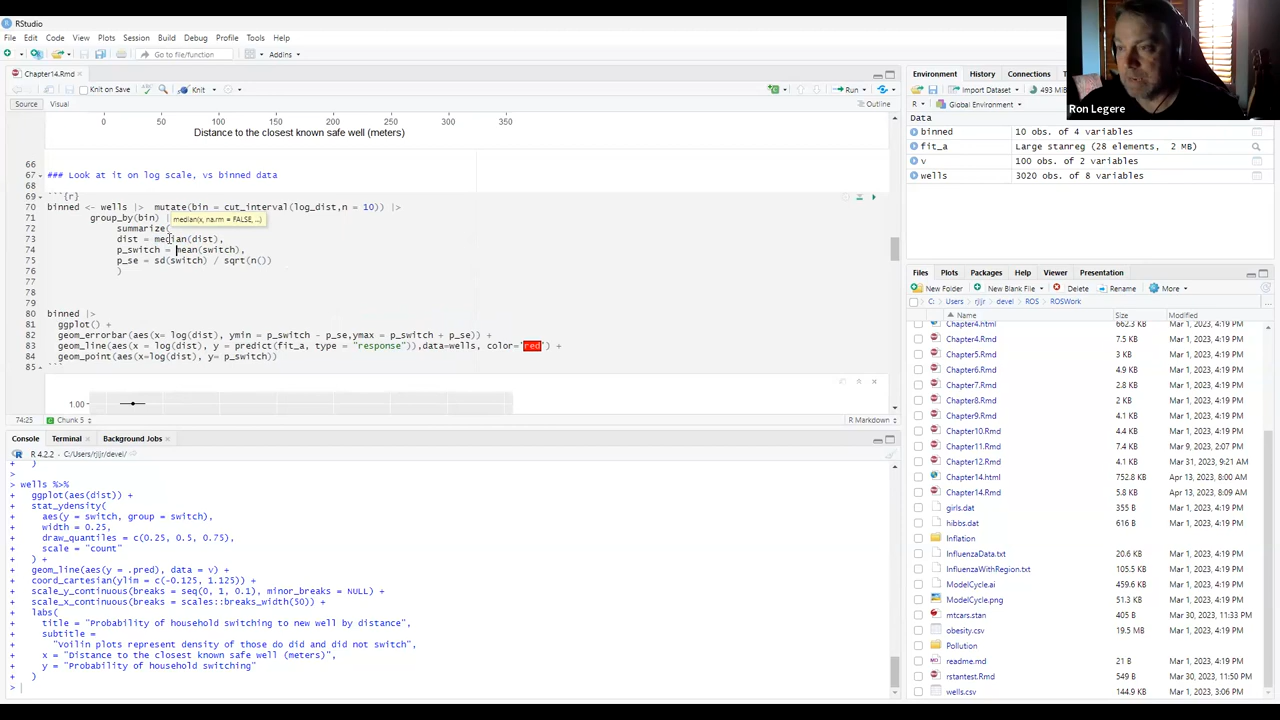 RStudio
File Edit Code View Plots Session Build Debug Profile Tools Help
Go to file/function
Addins
Chapter14.Rmd
Knit on Save
Knit
Run
Source Visual
Outline
0 50 100 150 200 250 300 350
Distance to the closest known safe well (meters)
66
67 ### Look at it on log scale, vs binned data
68
69 ```{r}
70 binned <- wells |> mutate(bin = cut_interval(log_dist,n = 10)) |>
71 group_by(bin) |
median(x, na.rm = FALSE, ...)
72 summarize(
73 dist = median(dist),
74 p_switch = mean(switch),
75 p_se = sd(switch) / sqrt(n())
76 )
77
78
79
80 binned |>
81 ggplot() +
82 geom_errorbar(aes(x= log(dist), ymin = p_switch - p_se,ymax = p_switch + p_se)) +
83 geom_line(aes(x = log(dist), y = predict(fit_a, type = "response")),data=wells, color="red") +
84 geom_point(aes(x=log(dist), y= p_switch))
85 ```
1.00
74:25 Chunk 5
R Markdown
Console Terminal Background Jobs
R 4.2.2 · C:/Users/rjljr/devel/
+ )
>
> wells %>%
+ ggplot(aes(dist)) +
+ stat_ydensity(
+ aes(y = switch, group = switch),
+ width = 0.25,
+ draw_quantiles = c(0.25, 0.5, 0.75),
+ scale = "count"
+ ) +
+ geom_line(aes(y = .pred), data = v) +
+ coord_cartesian(ylim = c(-0.125, 1.125)) +
+ scale_y_continuous(breaks = seq(0, 1, 0.1), minor_breaks = NULL) +
+ scale_x_continuous(breaks = scales::breaks_width(50)) +
+ labs(
+ title = "Probability of household switching to new well by distance",
+ subtitle =
+ "voilin plots represent density of those do did and did not switch",
+ x = "Distance to the closest known safe well (meters)",
+ y = "Probability of household switching"
+ )
>
Ron Legere
Environment History Connections
Import Dataset 493 Mi
R Global Environment
Data
binned 10 obs. of 4 variables
fit_a Large stanreg (28 elements, 2 MB)
v 100 obs. of 2 variables
wells 3020 obs. of 8 variables
Files Plots Packages Help Viewer Presentation
New Folder New Blank File Delete Rename More
C: Users rjljr devel ROS ROSWork
Name Size Modified
Chapter4.html 662.3 KB Mar 1, 2023, 4:19 PM
Chapter4.Rmd 7.5 KB Mar 1, 2023, 4:19 PM
Chapter5.Rmd 3 KB Mar 1, 2023, 4:19 PM
Chapter6.Rmd 6.9 KB Mar 1, 2023, 4:19 PM
Chapter7.Rmd 2.8 KB Mar 1, 2023, 4:19 PM
Chapter8.Rmd 2 KB Mar 1, 2023, 4:19 PM
Chapter9.Rmd 4.1 KB Mar 1, 2023, 4:19 PM
Chapter10.Rmd 4.4 KB Mar 1, 2023, 4:19 PM
Chapter11.Rmd 7.4 KB Mar 9, 2023, 2:07 PM
Chapter12.Rmd 4.1 KB Mar 31, 2023, 9:21 AM
Chapter14.html 752.8 KB Apr 13, 2023, 8:00 AM
Chapter14.Rmd 5.8 KB Apr 13, 2023, 8:09 AM
girls.dat 355 B Mar 1, 2023, 4:19 PM
hibbs.dat 616 B Mar 1, 2023, 4:19 PM
Inflation
InfluenzaData.txt 20.6 KB Mar 1, 2023, 4:19 PM
InfluenzaWithRegion.txt 105.5 KB Mar 1, 2023, 4:19 PM
ModelCycle.ai 459.6 KB Mar 1, 2023, 4:19 PM
ModelCycle.png 51.3 KB Mar 1, 2023, 4:19 PM
mtcars.stan 405 B Mar 30, 2023, 11:33 PM
obesity.csv 19.5 MB Mar 1, 2023, 4:19 PM
Pollution
readme.md 21 B Mar 1, 2023, 4:19 PM
rstantest.Rmd 549 B Mar 30, 2023, 11:50 PM
wells.csv 144.9 KB Mar 1, 2023, 3:06 PM